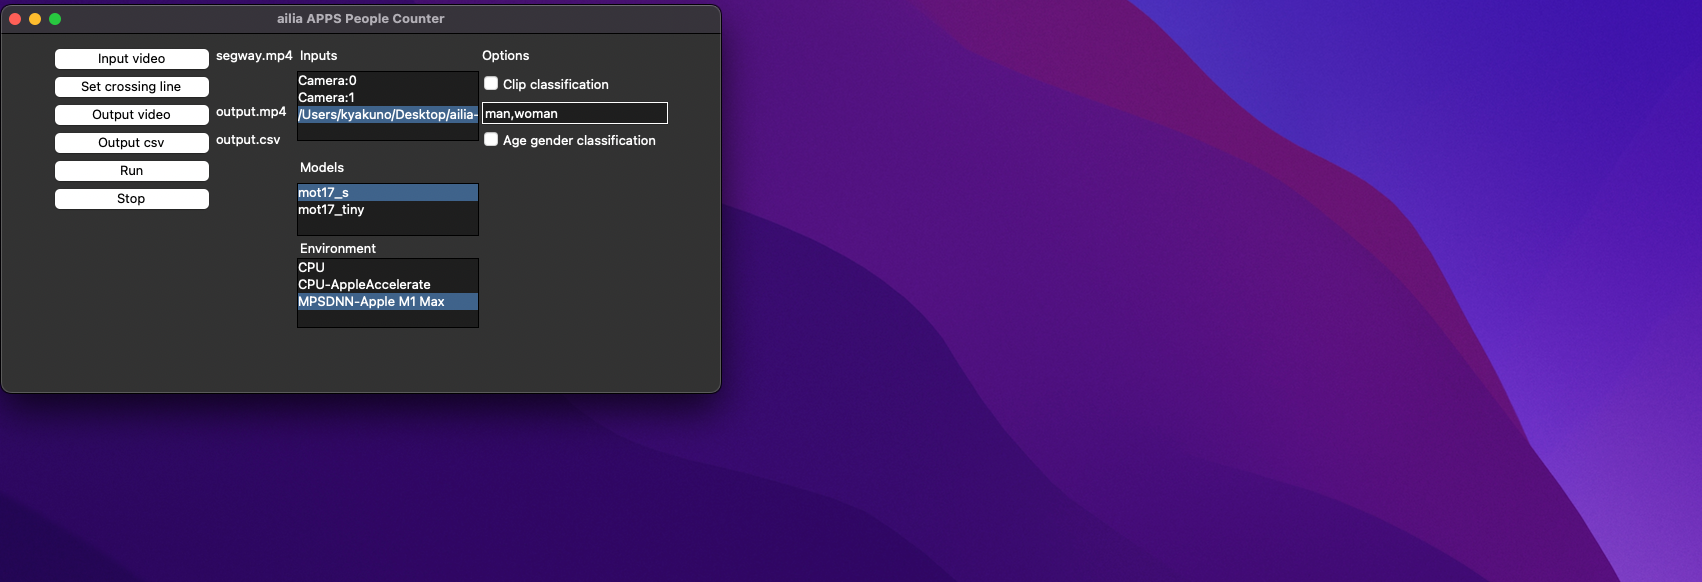 ailia APPS People Counter
Input video
segway.mp4
Set crossing line
Output video
output.mp4
Output csv
output.csv
Run
Stop
Inputs
Camera:0
Camera:1
/Users/kyakuno/Desktop/ailia-
Models
mot17_s
mot17_tiny
Environment
CPU
CPU-AppleAccelerate
MPSDNN-Apple M1 Max
Options
Clip classification
man,woman
Age gender classification